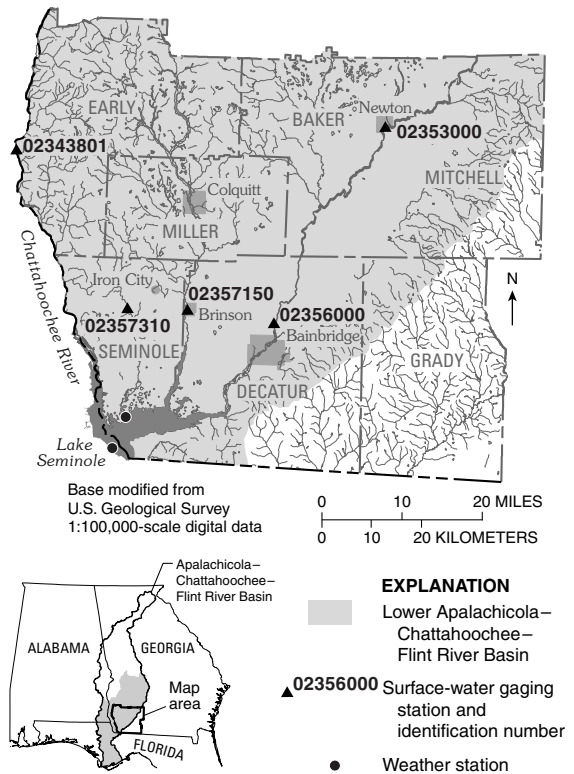 EARLY
BAKER
Newton
02353000
02343801
MITCHELL
Colquitt
MILLER
Chattahoochee River
Iron City
02357150
02356000
N
02357310
Brinson
Bainbridge
SEMINOLE
GRADY
DECATUR
Lake
Seminole
Base modified from
U.S. Geological Survey
1:100,000-scale digital data
0 10 20 MILES
0 10 20 KILOMETERS
Apalachicola–
Chattahoochee–
Flint River Basin
ALABAMA
GEORGIA
Map
area
FLORIDA
EXPLANATION
Lower Apalachicola–
Chattahoochee–
Flint River Basin
02356000 Surface-water gaging
station and
identification number
Weather station